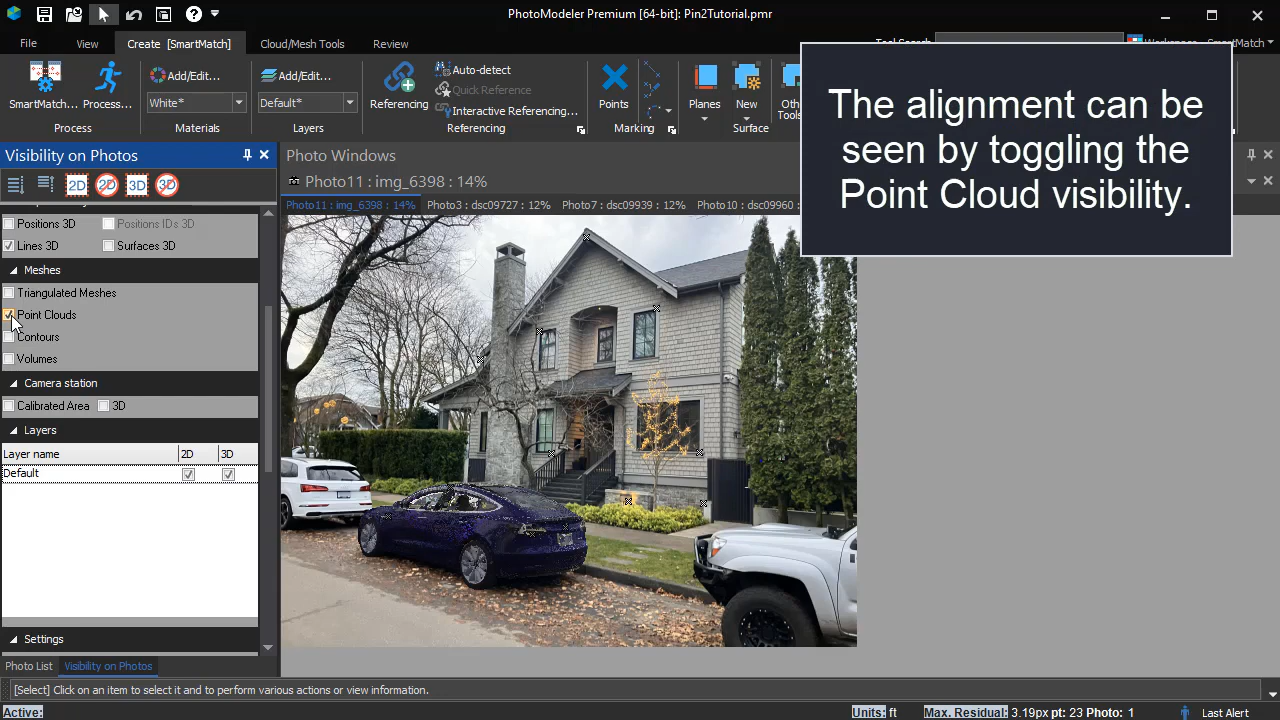 PhotoModeler Premium [64-bit]: Pin2Tutorial.pmr
File View Create [SmartMatch] Cloud/Mesh Tools Review
SmartMatch... Process...
Add/Edit...
White*
Process Materials
Add/Edit...
Default*
Layers
Referencing
Auto-detect
Quick Reference
Interactive Referencing...
Referencing
Points
Marking
Planes New
Surface
The alignment can be
seen by toggling the
Point Cloud visibility.
Visibility on Photos
2D 2D 3D 3D
Positions 3D Positions IDs 3D
Lines 3D Surfaces 3D
Meshes
Triangulated Meshes
Point Clouds
Contours
Volumes
Camera station
Calibrated Area 3D
Layers
Layer name 2D 3D
Default
Settings
Photo List Visibility on Photos
Photo Windows
Photo11 : img_6398 : 14%
Photo11 : img_6398 : 14% Photo3 : dsc09727 : 12% Photo7 : dsc09939 : 12% Photo10 : dsc09960
[Select] Click on an item to select it and to perform various actions or view information.
Active: Units: ft Max. Residual: 3.19px pt: 23 Photo: 1 Last Alert